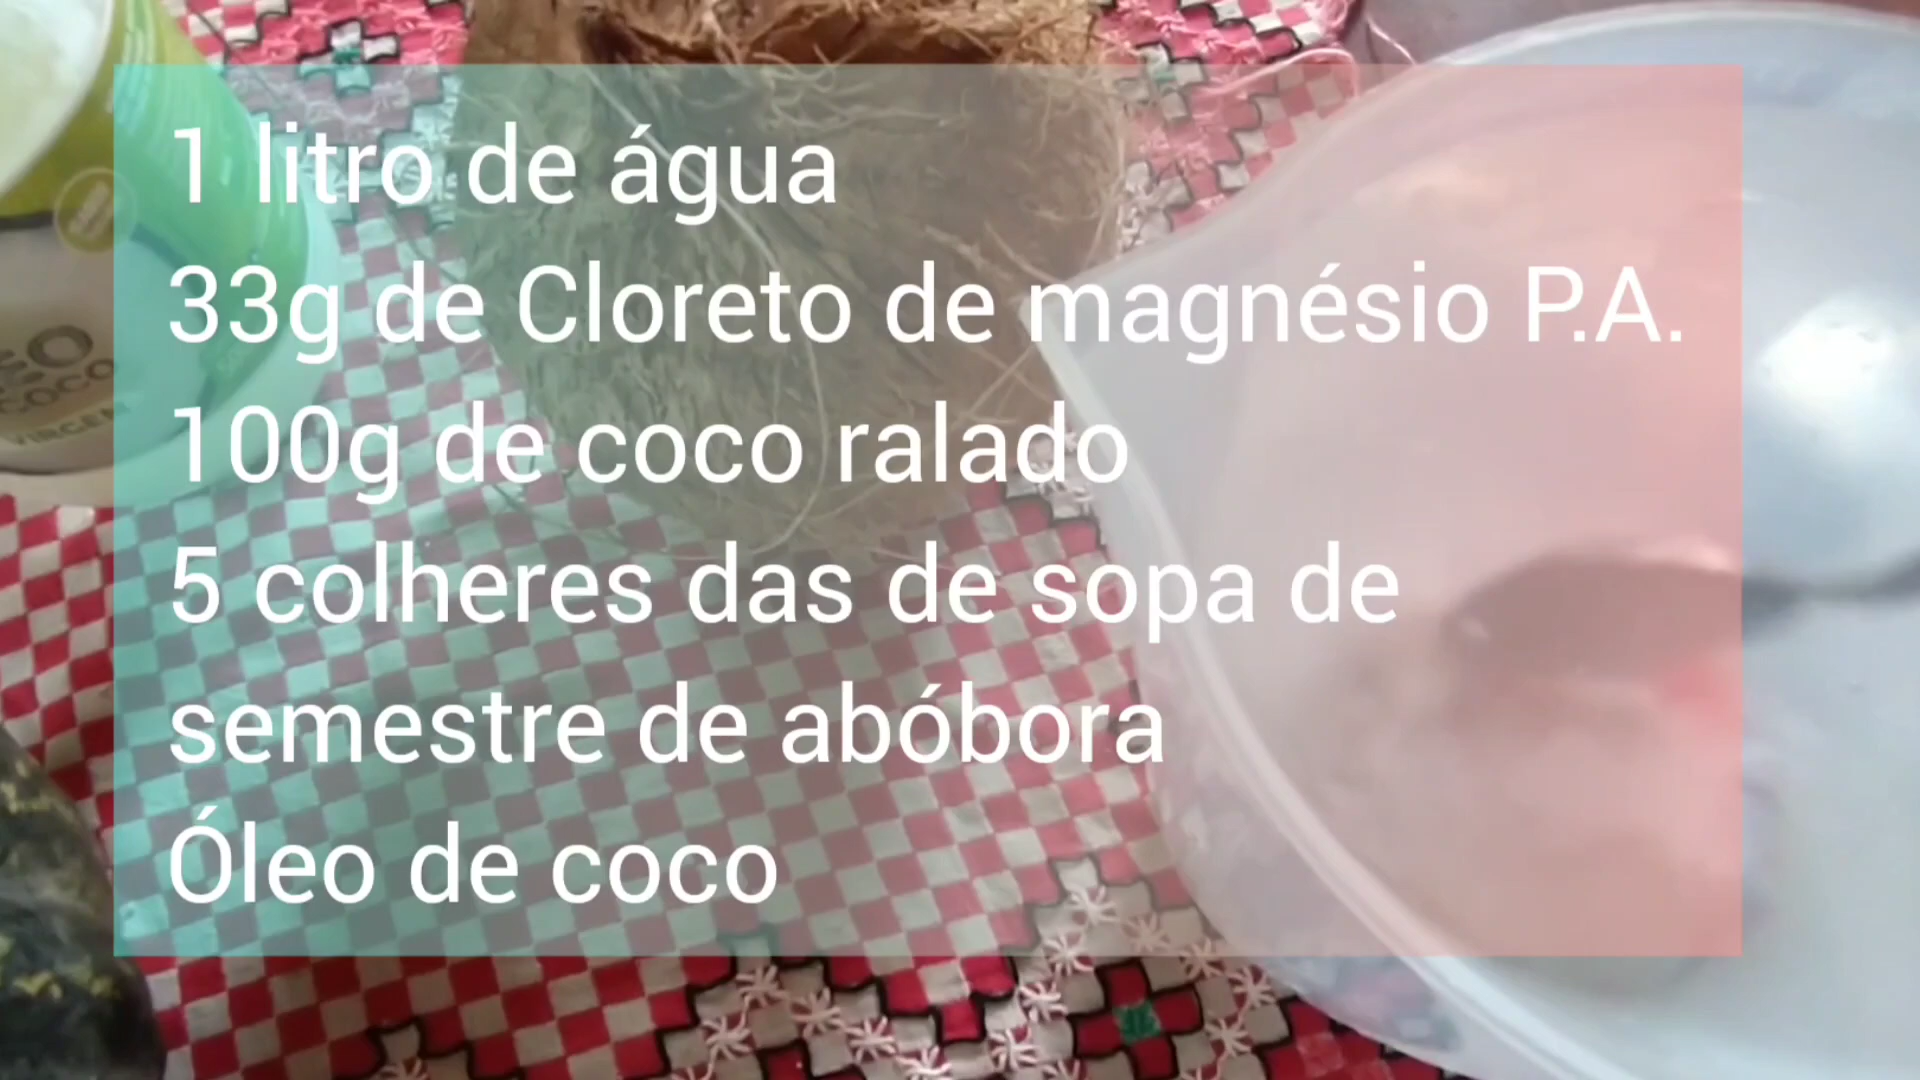 1 litro de água
33g de Cloreto de magnésio P.A.
100g de coco ralado
5 colheres das de sopa de
semestre de abóbora
Óleo de coco
COCO